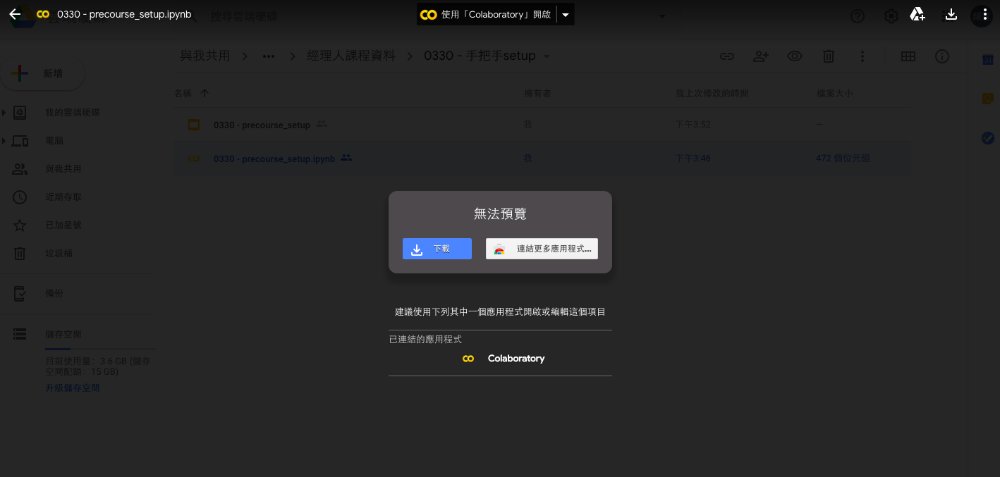 0330 - precourse_setup.ipynb
使用「Colaboratory」開啟
搜尋雲端硬碟
與我共用
經理人課程資料
0330 - 手把手setup
新增
名稱
擁有者
我上次修改的時間
檔案大小
我的雲端硬碟
0330 - precourse_setup
我
下午3:52
—
電腦
0330 - precourse_setup.ipynb
我
下午3:46
472 個位元組
與我共用
近期存取
已加星號
垃圾桶
備份
儲存空間
目前使用量：3.6 GB (儲存
空間配額：15 GB)
升級儲存空間
無法預覽
下載
連結更多應用程式...
建議使用下列其中一個應用程式開啟或編輯這個項目
已連結的應用程式
Colaboratory